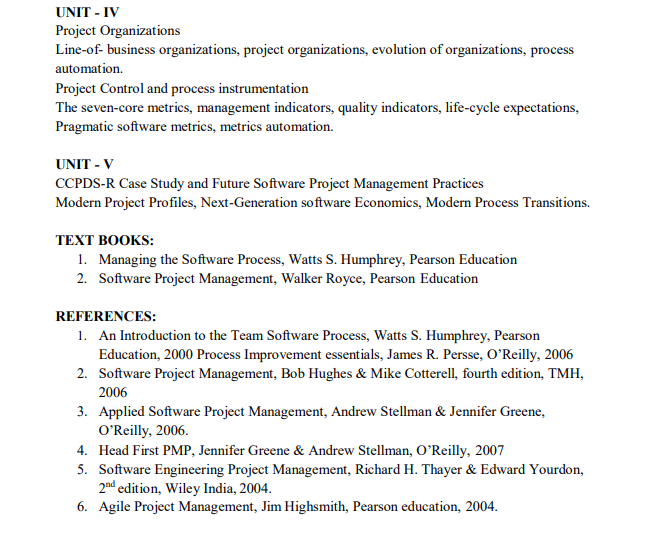 UNIT - IV
Project Organizations
Line-of- business organizations, project organizations, evolution of organizations, process
automation.
Project Control and process instrumentation
The seven-core metrics, management indicators, quality indicators, life-cycle expectations,
Pragmatic software metrics, metrics automation.
UNIT - V
CCPDS-R Case Study and Future Software Project Management Practices
Modern Project Profiles, Next-Generation software Economics, Modern Process Transitions.
TEXT BOOKS:
1. Managing the Software Process, Watts S. Humphrey, Pearson Education
2. Software Project Management, Walker Royce, Pearson Education
REFERENCES:
1. An Introduction to the Team Software Process, Watts S. Humphrey, Pearson
Education, 2000 Process Improvement essentials, James R. Persse, O’Reilly, 2006
2. Software Project Management, Bob Hughes & Mike Cotterell, fourth edition, TMH,
2006
3. Applied Software Project Management, Andrew Stellman & Jennifer Greene,
O’Reilly, 2006.
4. Head First PMP, Jennifer Greene & Andrew Stellman, O’Reilly, 2007
5. Software Engineering Project Management, Richard H. Thayer & Edward Yourdon,
2nd edition, Wiley India, 2004.
6. Agile Project Management, Jim Highsmith, Pearson education, 2004.